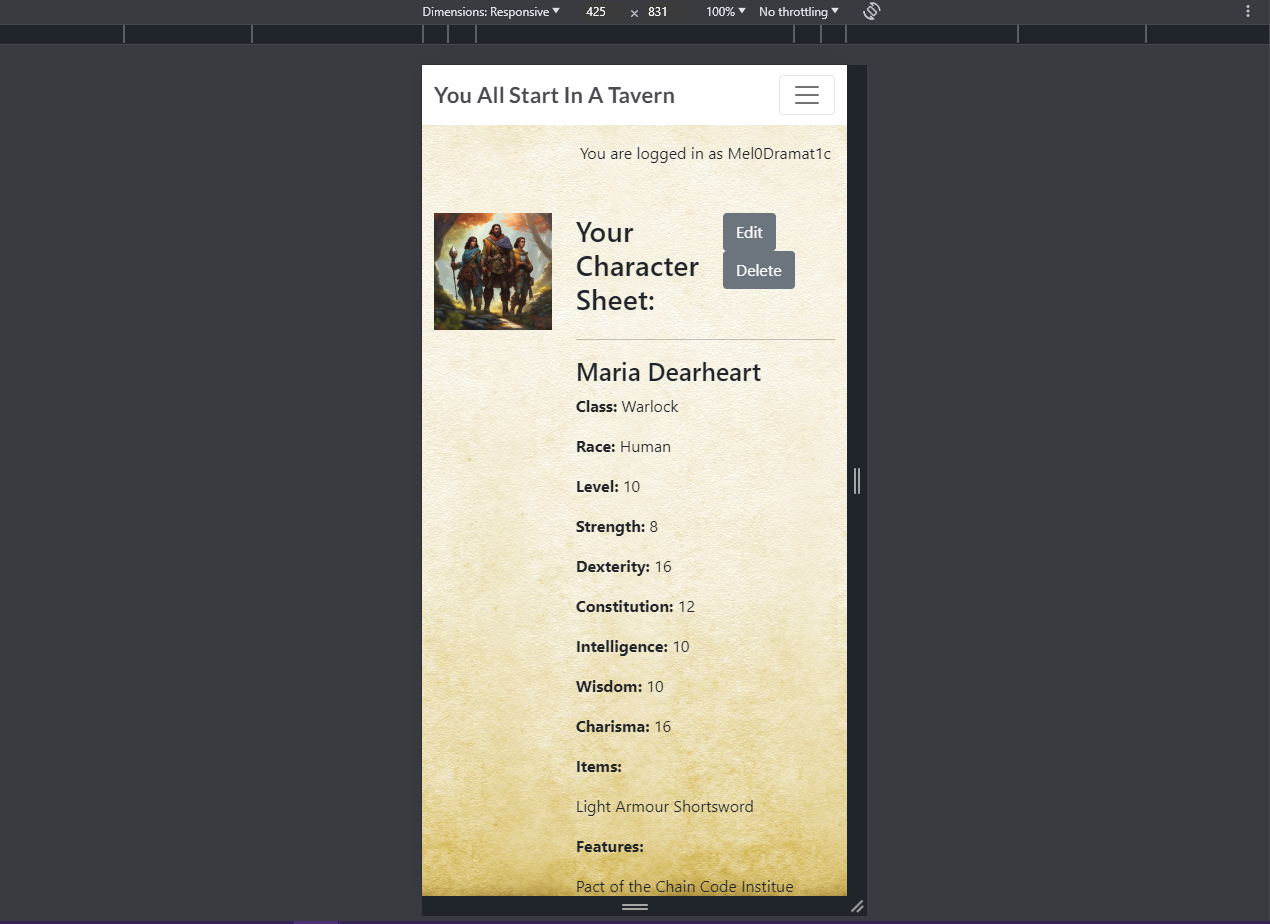 Dimensions: Responsive 425 × 831 100% No throttling
You All Start In A Tavern
You are logged in as Mel0Dramat1c
Your
Character
Sheet:
Edit
Delete
Maria Dearheart
Class: Warlock
Race: Human
Level: 10
Strength: 8
Dexterity: 16
Constitution: 12
Intelligence: 10
Wisdom: 10
Charisma: 16
Items:
Light Armour Shortsword
Features:
Pact of the Chain Code Institue